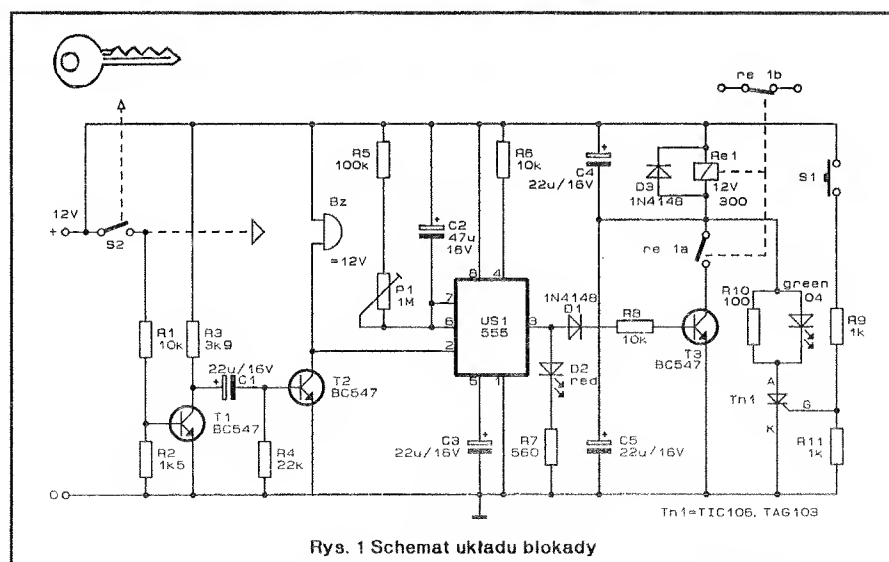 re 1b
R5
100k
R6
10k
C4
22u/16V
D3
1N4148
Re1
12V
300
S1
12V
+
S2
Bz
=12V
C2
47u
16V
re 1a
P1
1M
8
4
7
6
2
US1
555
3
5
1
1N4148
D1
R8
10k
R10
100
green
04
R1
10k
R3
3k9
22u/16V
C1
T2
BC547
D2
red
T3
BC547
R9
1k
T1
BC547
R2
1k5
R4
22k
C3
22u/16V
R7
560
C5
22u/16V
A
Tn1
G
K
R11
1k
0
Tn1=TIC106, TAG103
Rys. 1 Schemat układu blokady